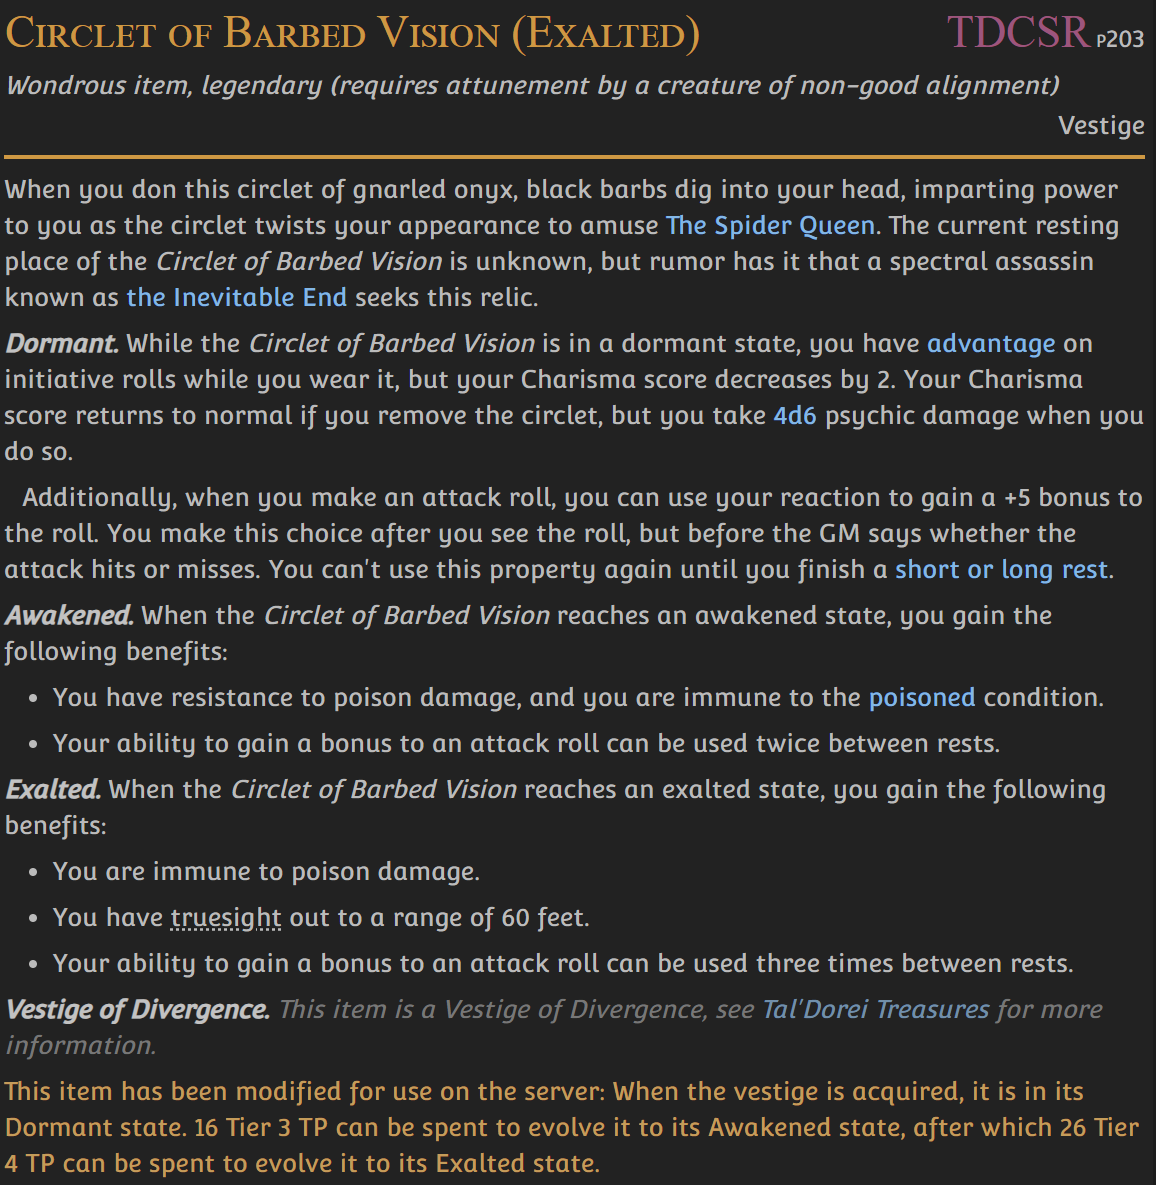 Circlet of Barbed Vision (Exalted) TDCSR P203
Wondrous item, legendary (requires attunement by a creature of non-good alignment)
Vestige
When you don this circlet of gnarled onyx, black barbs dig into your head, imparting power
to you as the circlet twists your appearance to amuse The Spider Queen. The current resting
place of the Circlet of Barbed Vision is unknown, but rumor has it that a spectral assassin
known as the Inevitable End seeks this relic.
Dormant. While the Circlet of Barbed Vision is in a dormant state, you have advantage on
initiative rolls while you wear it, but your Charisma score decreases by 2. Your Charisma
score returns to normal if you remove the circlet, but you take 4d6 psychic damage when you
do so.
Additionally, when you make an attack roll, you can use your reaction to gain a +5 bonus to
the roll. You make this choice after you see the roll, but before the GM says whether the
attack hits or misses. You can't use this property again until you finish a short or long rest.
Awakened. When the Circlet of Barbed Vision reaches an awakened state, you gain the
following benefits:
• You have resistance to poison damage, and you are immune to the poisoned condition.
• Your ability to gain a bonus to an attack roll can be used twice between rests.
Exalted. When the Circlet of Barbed Vision reaches an exalted state, you gain the following
benefits:
• You are immune to poison damage.
• You have truesight out to a range of 60 feet.
• Your ability to gain a bonus to an attack roll can be used three times between rests.
Vestige of Divergence. This item is a Vestige of Divergence, see Tal'Dorei Treasures for more
information.
This item has been modified for use on the server: When the vestige is acquired, it is in its
Dormant state. 16 Tier 3 TP can be spent to evolve it to its Awakened state, after which 26 Tier
4 TP can be spent to evolve it to its Exalted state.